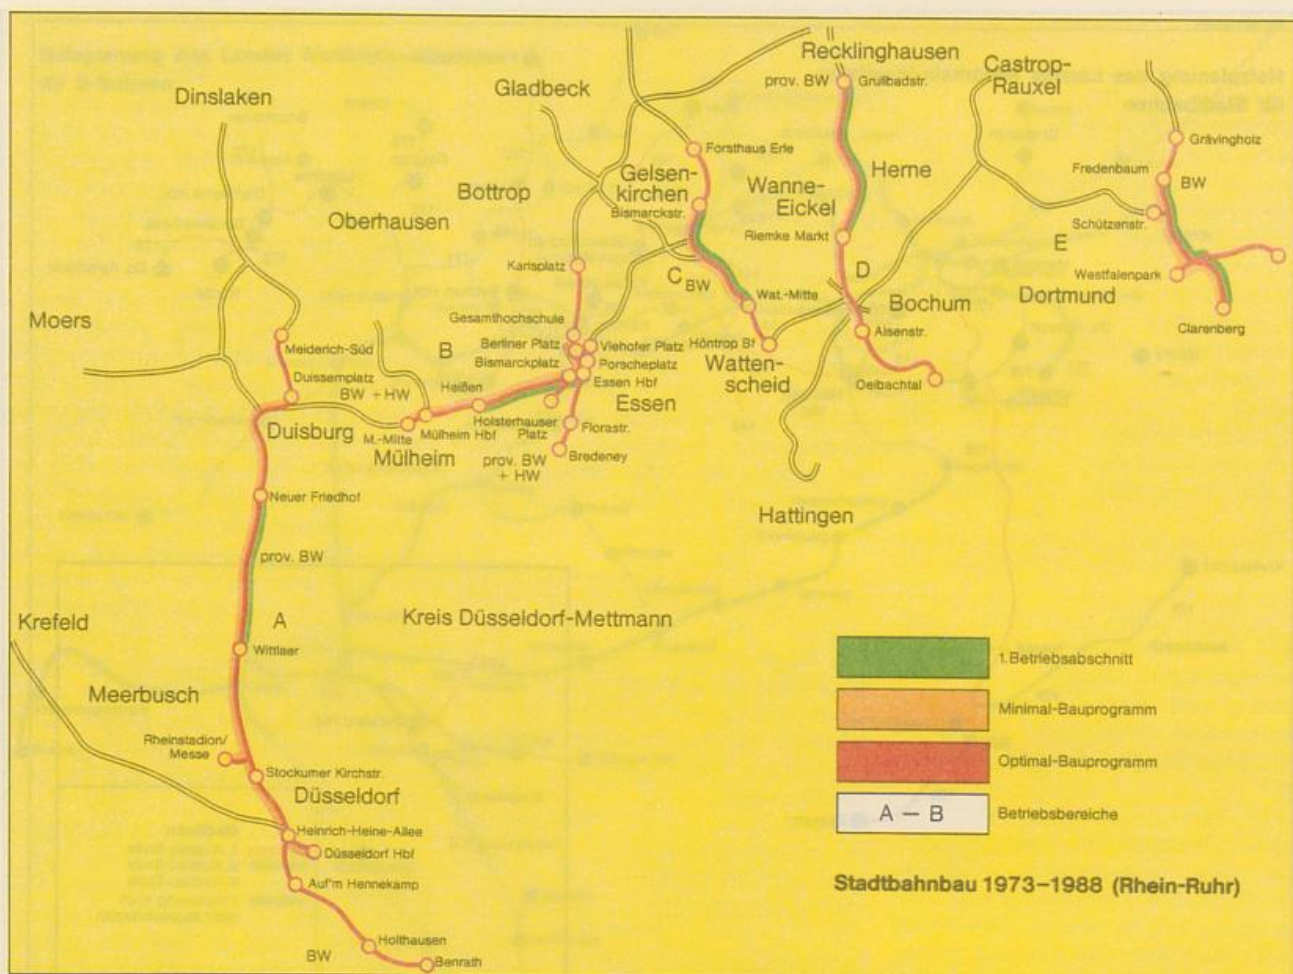 Recklinghausen
prov. BW
Grullbadstr.
Castrop-
Rauxel
Gladbeck
Dinslaken
Grävingholz
Forsthaus Erle
Fredenbaum
BW
Herne
Gelsen-
kirchen
Wanne-
Eickel
Bottrop
Oberhausen
Bismarckstr.
Schützenstr.
Riemke Markt
E
Karlsplatz
C
BW
D
Westfalenpark
Dortmund
Wat.-Mitte
Bochum
Clarenberg
Moers
Gesamthochschule
Alsenstr.
Meiderich-Süd
B
Berliner Platz
Viehofer Platz
Höntrop Bf
Bismarckplatz
Porscheplatz
Watten-
scheid
Duissernplatz
Heißen
Essen Hbf
Oelbachtal
BW + HW
Essen
Duisburg
M.-Mitte
Mülheim Hbf
Holsterhauser
Platz
Florastr.
Mülheim
prov. BW
+ HW
Bredeney
Neuer Friedhof
Hattingen
prov. BW
Krefeld
A
Kreis Düsseldorf-Mettmann
Wittlaer
1.Betriebsabschnitt
Meerbusch
Minimal-Bauprogramm
Rheinstadion/
Messe
Optimal-Bauprogramm
Stockumer Kirchstr.
Düsseldorf
A – B
Betriebsbereiche
Heinrich-Heine-Allee
Düsseldorf Hbf
Auf'm Hennekamp
Stadtbahnbau 1973–1988 (Rhein-Ruhr)
Holthausen
BW
Benrath